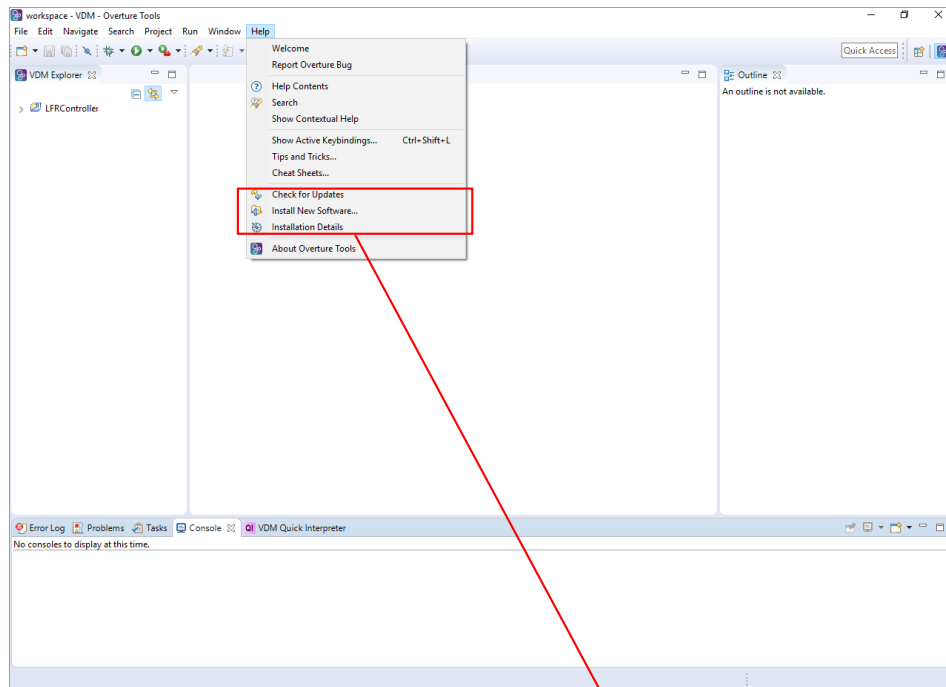 workspace - VDM - Overture Tools
File Edit Navigate Search Project Run Window Help
Quick Access
VDM Explorer
LFRController
Welcome
Report Overture Bug
Help Contents
Search
Show Contextual Help
Show Active Keybindings... Ctrl+Shift+L
Tips and Tricks...
Cheat Sheets...
Check for Updates
Install New Software...
Installation Details
About Overture Tools
Outline
An outline is not available.
Error Log Problems Tasks Console QI VDM Quick Interpreter
No consoles to display at this time.